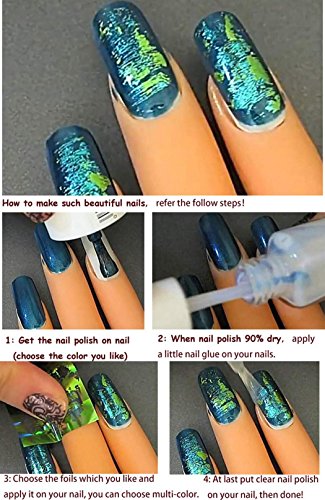 How to make such beautiful nails, refer the follow steps!
1: Get the nail polish on nail
(choose the color you like)
2: When nail polish 90% dry, apply
a little nail glue on your nails.
3: Choose the foils which you like and
apply it on your nail, you can choose multi-color.
4: At last put clear nail polish
on your nail, then done!